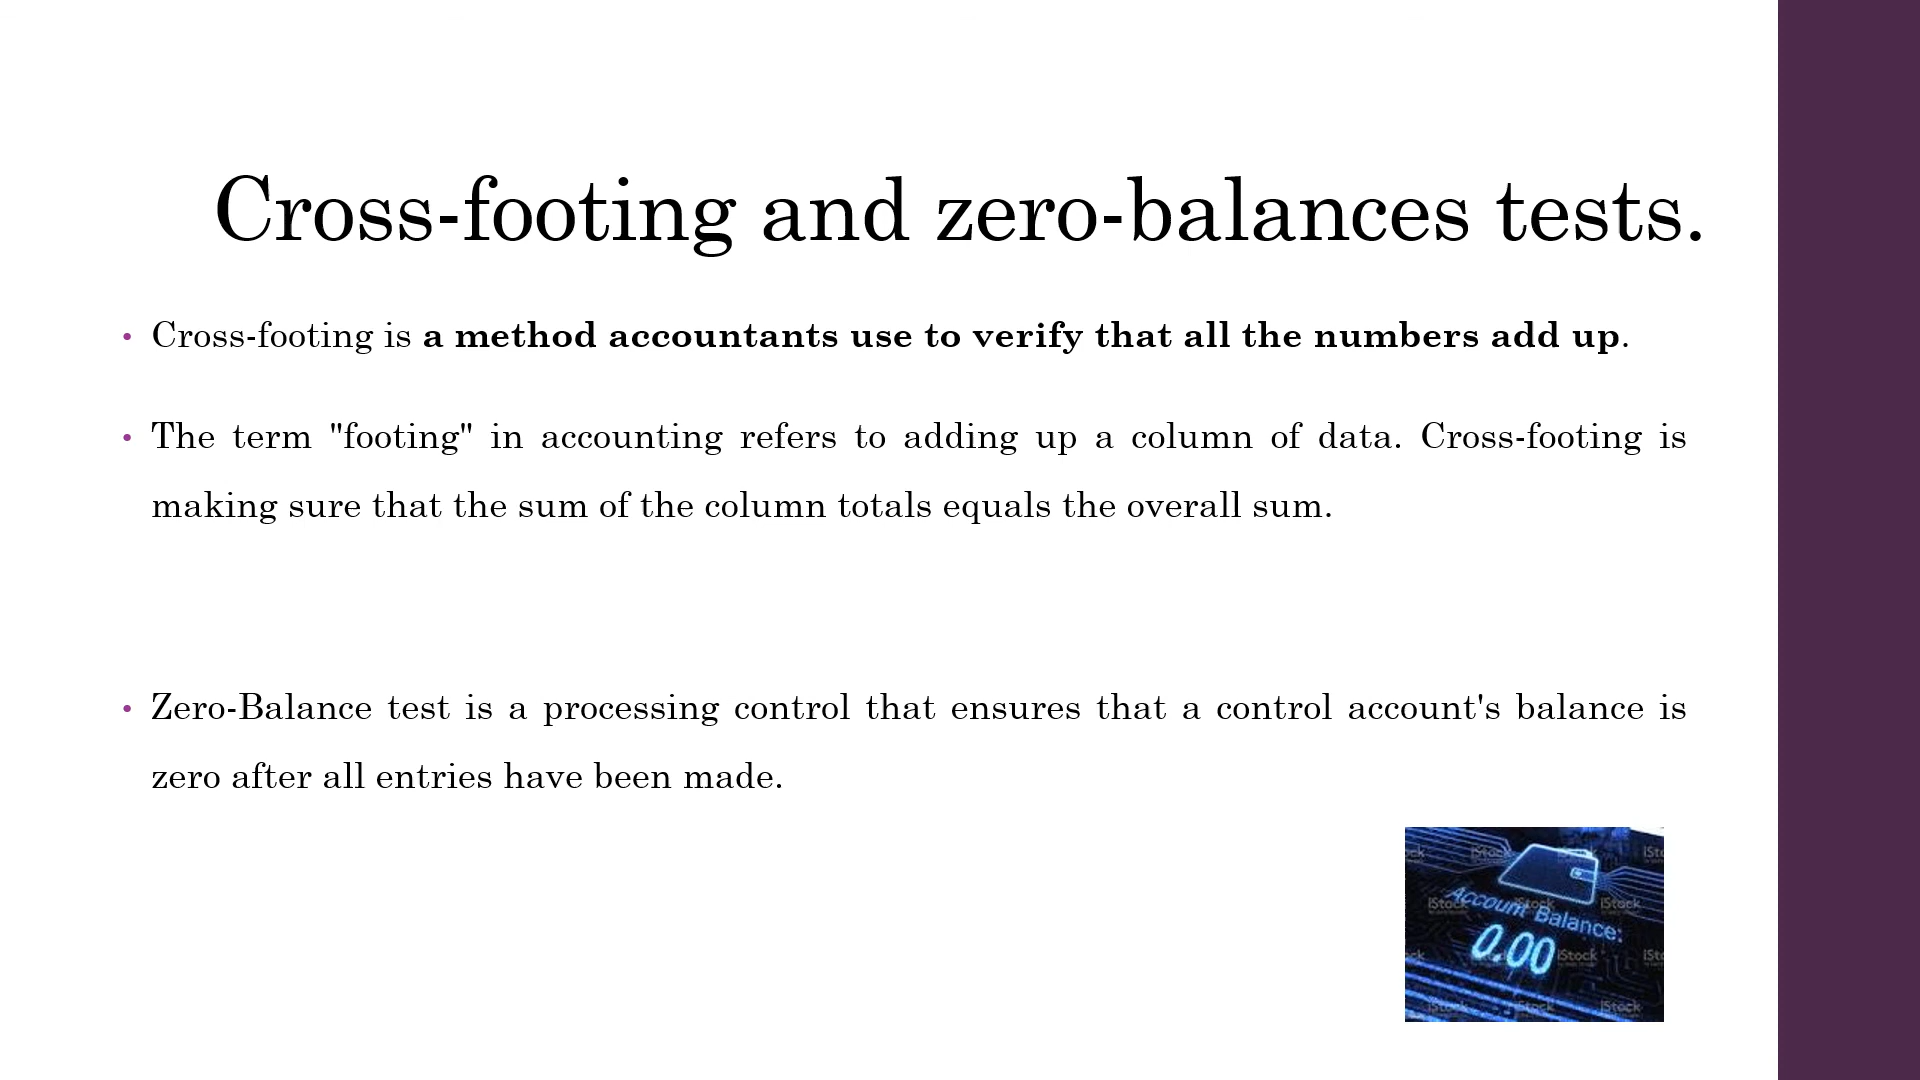 Cross-footing and zero-balances tests.
• Cross-footing is a method accountants use to verify that all the numbers add up.
• The term "footing" in accounting refers to adding up a column of data. Cross-footing is
making sure that the sum of the column totals equals the overall sum.
• Zero-Balance test is a processing control that ensures that a control account's balance is
zero after all entries have been made.
Account Balance:
0.00
iStock